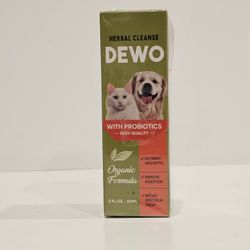 HERBAL CLEANSE
DEWO
WITH PROBIOTICS
HIGH QUALITY
Organic
Formula
NUTRIENT
ABSORPTION
IMPROVE
DIGESTION
BROAD
SPECTRUM
TREAT
2 FL.OZ / 60ML